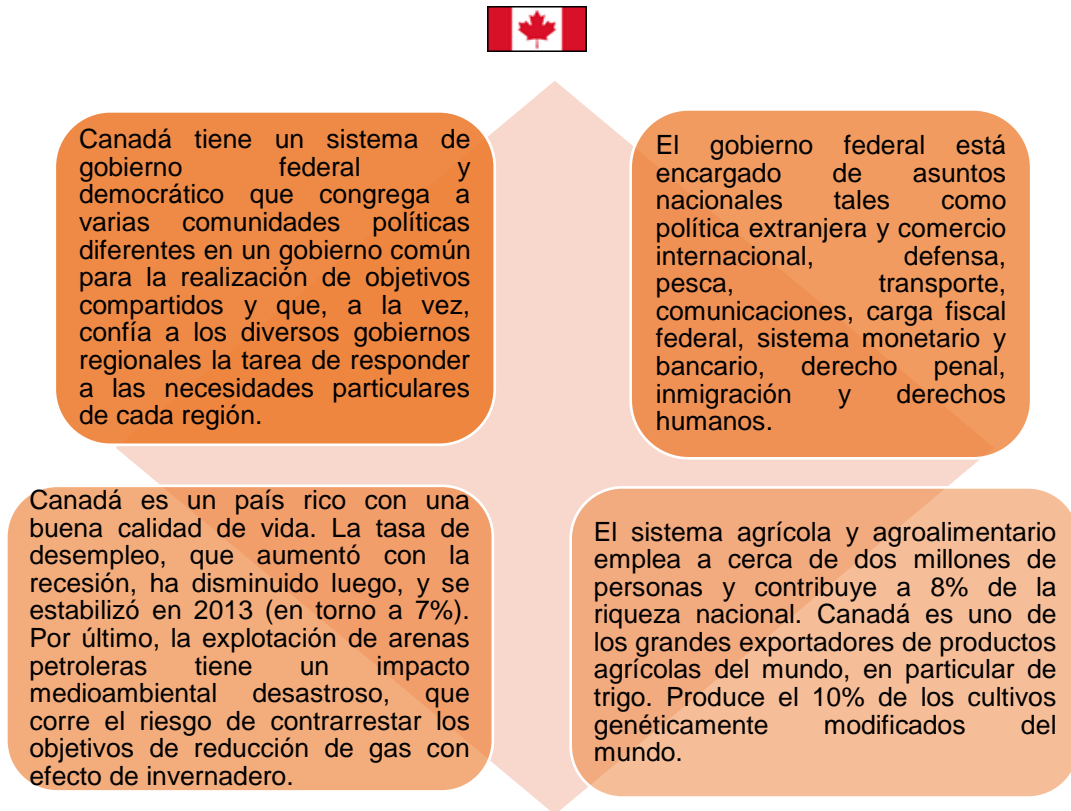 Canadá tiene un sistema de
gobierno federal y
democrático que congrega a
varias comunidades políticas
diferentes en un gobierno común
para la realización de objetivos
compartidos y que, a la vez,
confía a los diversos gobiernos
regionales la tarea de responder
a las necesidades particulares
de cada región.
El gobierno federal está
encargado de asuntos
nacionales tales como
política extranjera y comercio
internacional, defensa,
pesca, transporte,
comunicaciones, carga fiscal
federal, sistema monetario y
bancario, derecho penal,
inmigración y derechos
humanos.
Canadá es un país rico con una
buena calidad de vida. La tasa de
desempleo, que aumentó con la
recesión, ha disminuido luego, y se
estabilizó en 2013 (en torno a 7%).
Por último, la explotación de arenas
petroleras tiene un impacto
medioambiental desastroso, que
corre el riesgo de contrarrestar los
objetivos de reducción de gas con
efecto de invernadero.
El sistema agrícola y agroalimentario
emplea a cerca de dos millones de
personas y contribuye a 8% de la
riqueza nacional. Canadá es uno de
los grandes exportadores de productos
agrícolas del mundo, en particular de
trigo. Produce el 10% de los cultivos
genéticamente modificados del
mundo.